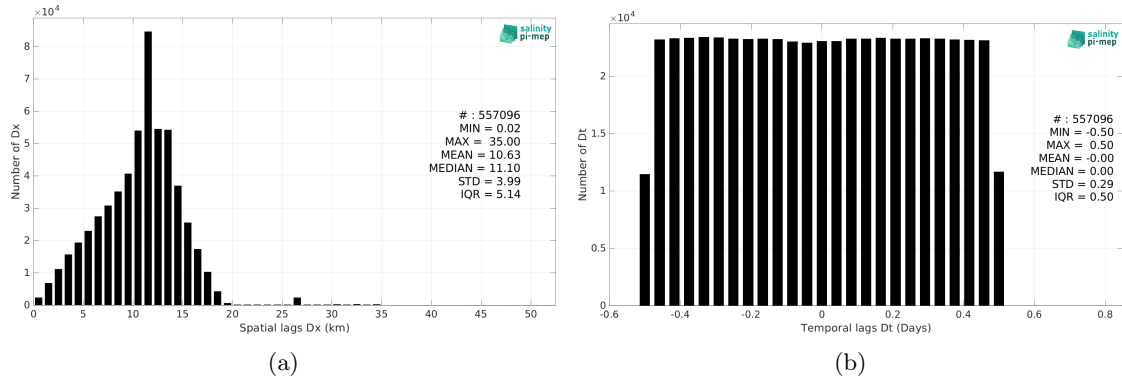 ×10⁴
8
7
6
5
4
3
2
1
0
Number of Dx
salinity
pi-mep
# : 557096
MIN = 0.02
MAX = 35.00
MEAN = 10.63
MEDIAN = 11.10
STD = 3.99
IQR = 5.14
0 5 10 15 20 25 30 35 40 45 50
Spatial lags Dx (km)
(a)
×10⁴
2
1.5
1
0.5
0
Number of Dt
salinity
pi-mep
# : 557096
MIN = -0.50
MAX = 0.50
MEAN = -0.00
MEDIAN = 0.00
STD = 0.29
IQR = 0.50
-0.6 -0.4 -0.2 0 0.2 0.4 0.6 0.8
Temporal lags Dt (Days)
(b)